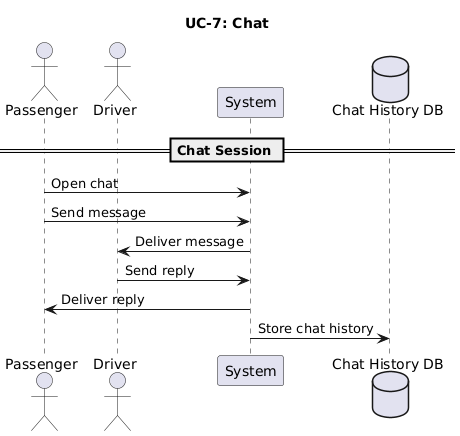 UC-7: Chat
Passenger
Driver
System
Chat History DB
Chat Session
Open chat
Send message
Deliver message
Send reply
Deliver reply
Store chat history
Passenger
Driver
System
Chat History DB